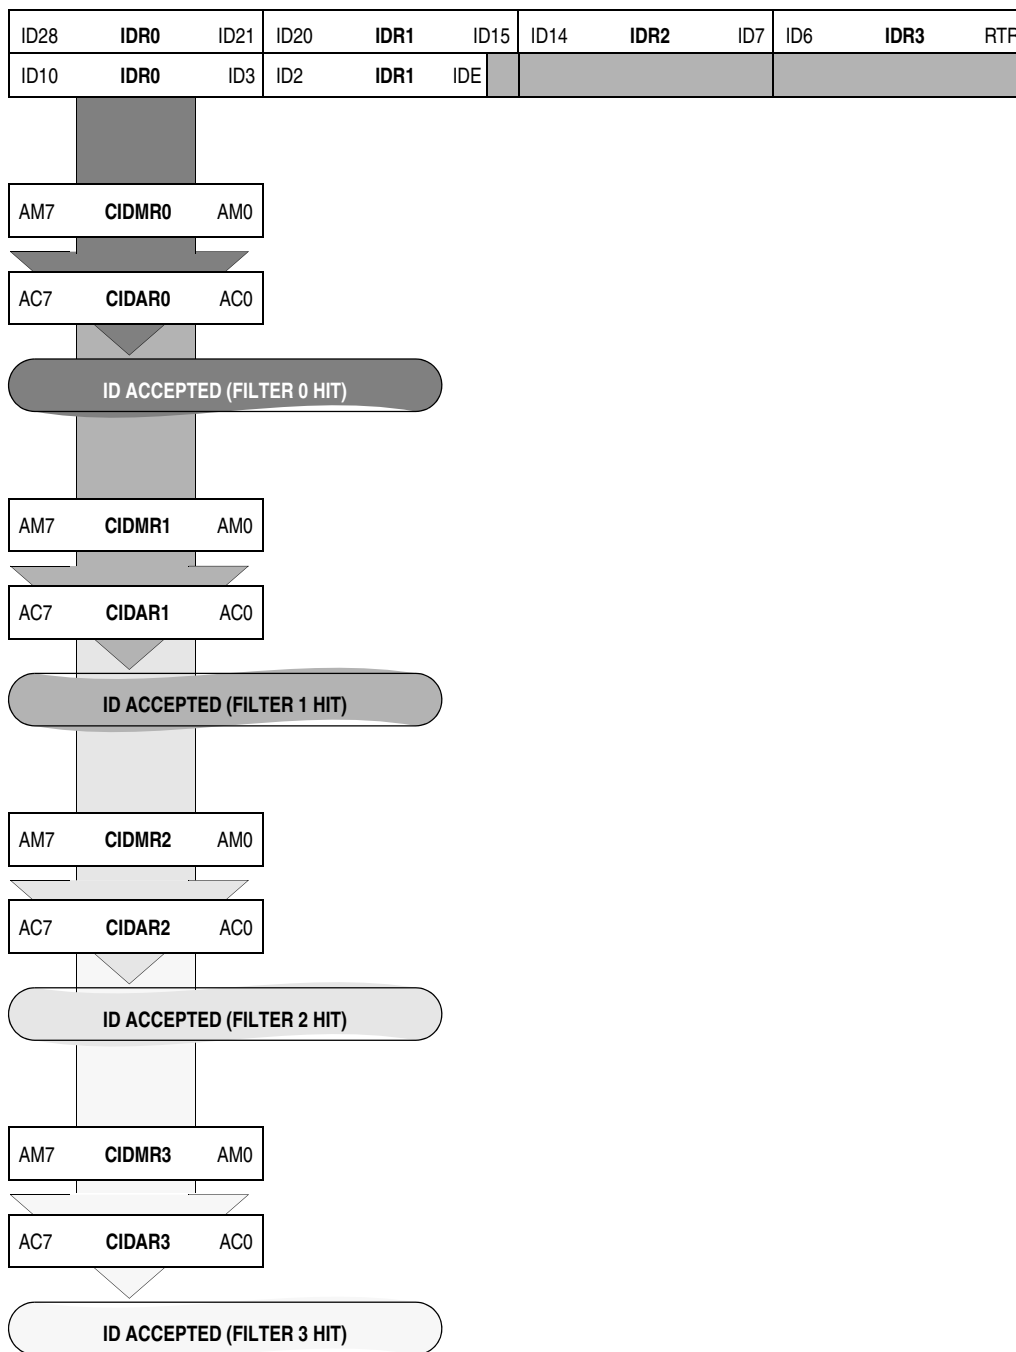 ID28 IDR0 ID21 ID20 IDR1 ID15 ID14 IDR2 ID7 ID6 IDR3 RTR
ID10 IDR0 ID3 ID2 IDR1 IDE
AM7 CIDMR0 AM0
AC7 CIDAR0 AC0
ID ACCEPTED (FILTER 0 HIT)
AM7 CIDMR1 AM0
AC7 CIDAR1 AC0
ID ACCEPTED (FILTER 1 HIT)
AM7 CIDMR2 AM0
AC7 CIDAR2 AC0
ID ACCEPTED (FILTER 2 HIT)
AM7 CIDMR3 AM0
AC7 CIDAR3 AC0
ID ACCEPTED (FILTER 3 HIT)